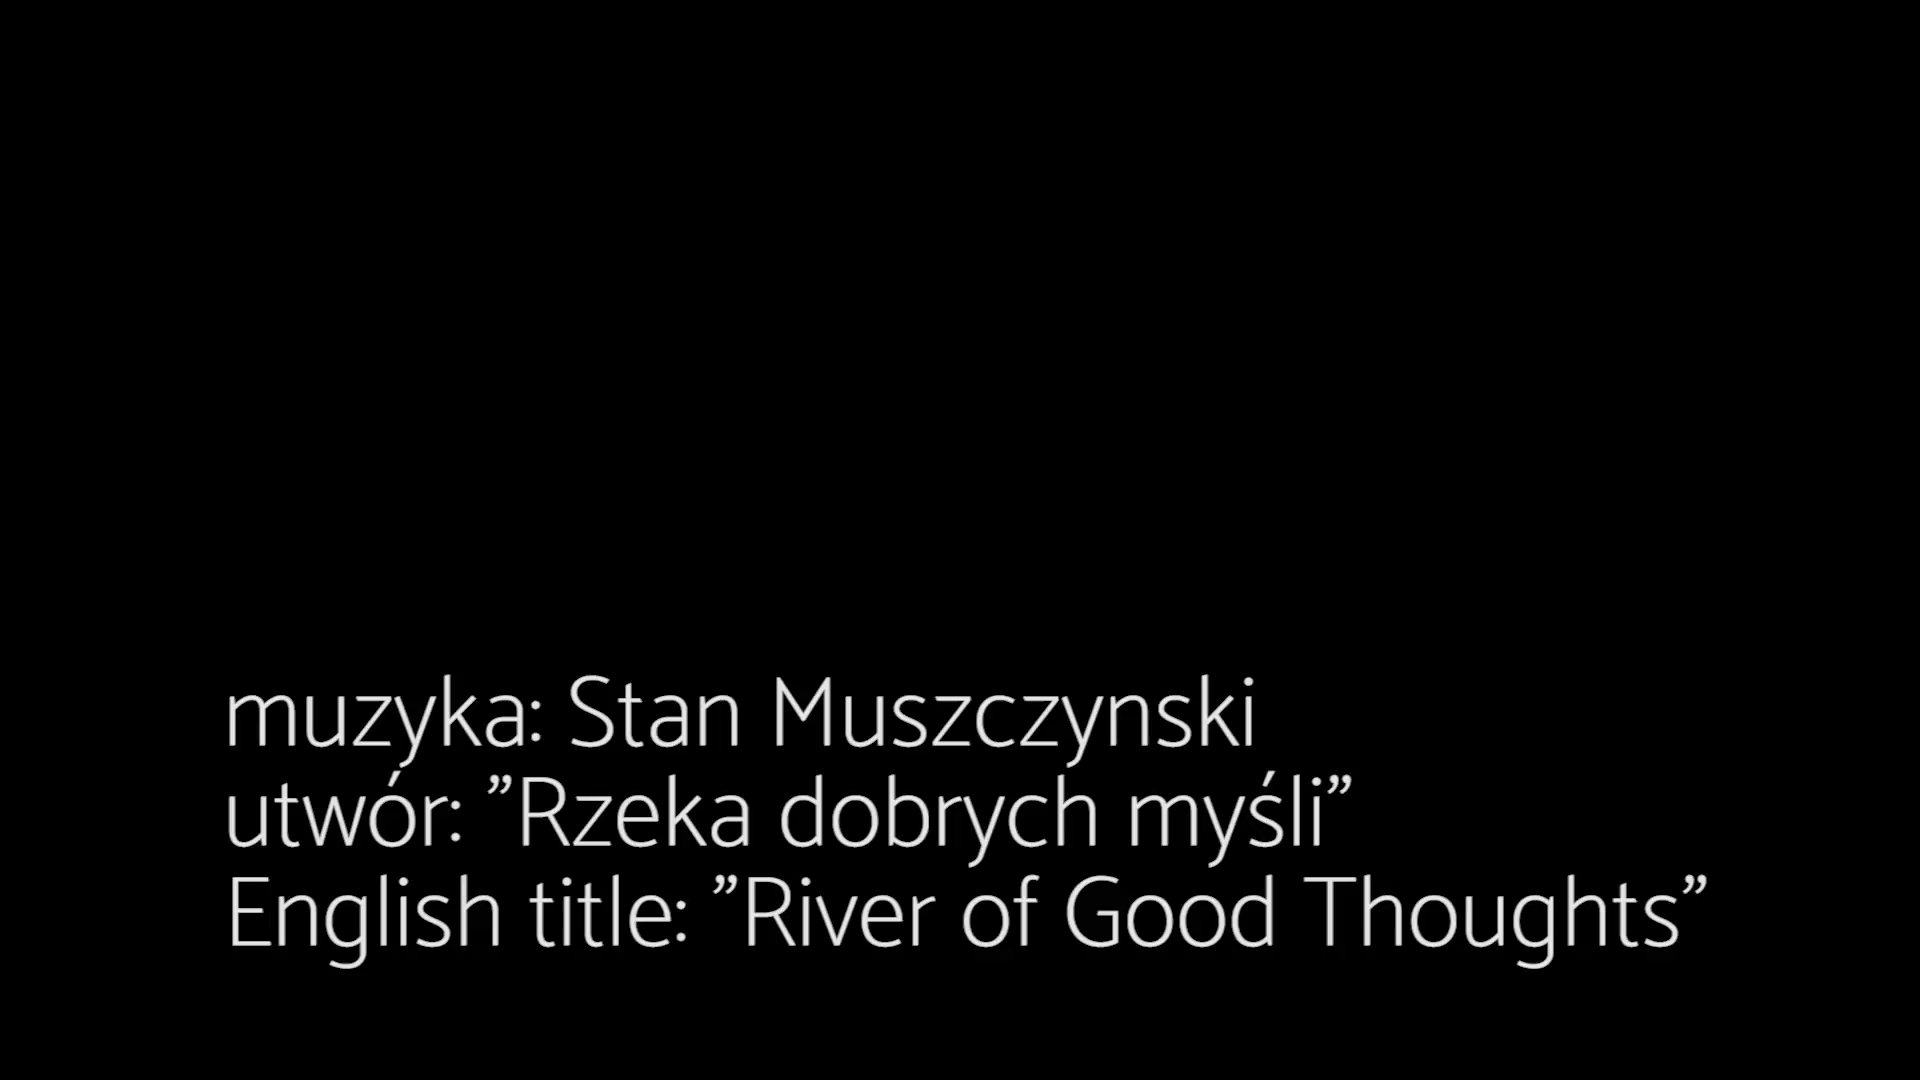 muzyka: Stan Muszczynski
utwór: ”Rzeka dobrych myśli”
English title: ”River of Good Thoughts”